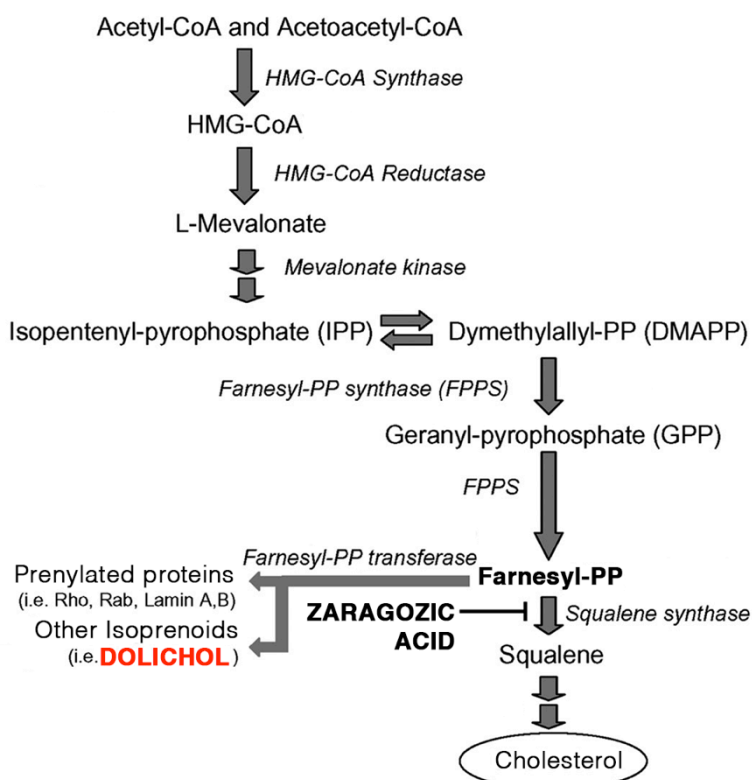 Acetyl-CoA and Acetoacetyl-CoA
HMG-CoA Synthase
HMG-CoA
HMG-CoA Reductase
L-Mevalonate
Mevalonate kinase
Isopentenyl-pyrophosphate (IPP)
Dymethylallyl-PP (DMAPP)
Farnesyl-PP synthase (FPPS)
Geranyl-pyrophosphate (GPP)
FPPS
Farnesyl-PP transferase
Farnesyl-PP
Prenylated proteins
(i.e. Rho, Rab, Lamin A,B)
Other Isoprenoids
(i.e. DOLICHOL )
ZARAGOZIC
ACID
Squalene synthase
Squalene
Cholesterol